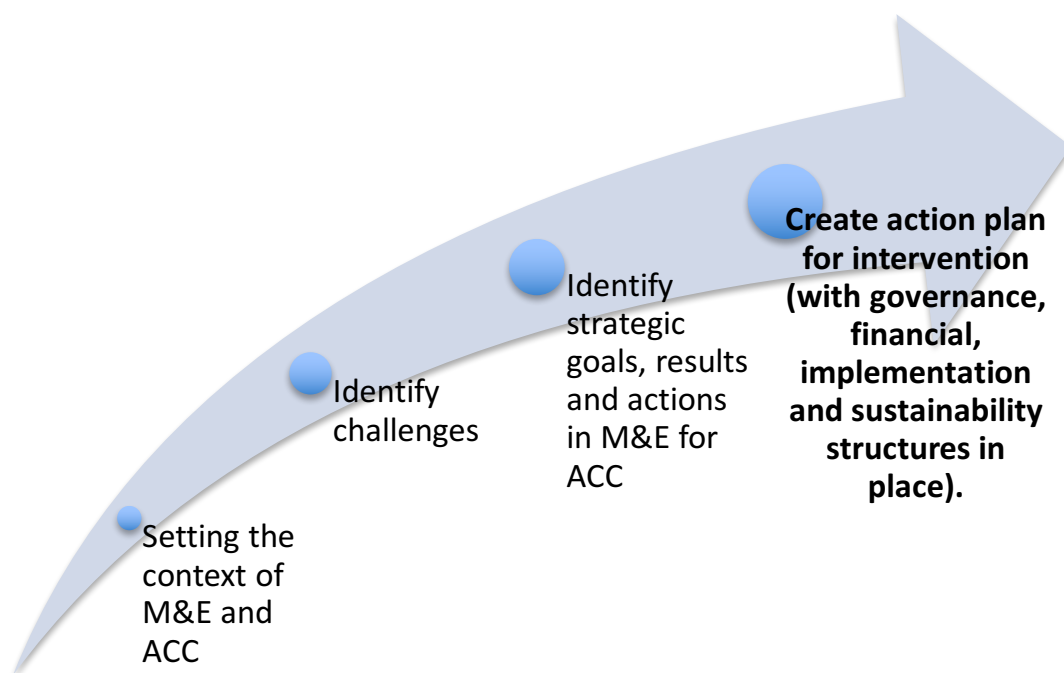 Setting the
context of
M&E and
ACC
Identify
challenges
Identify
strategic
goals, results
and actions
in M&E for
ACC
Create action plan
for intervention
(with governance,
financial,
implementation
and sustainability
structures in
place).